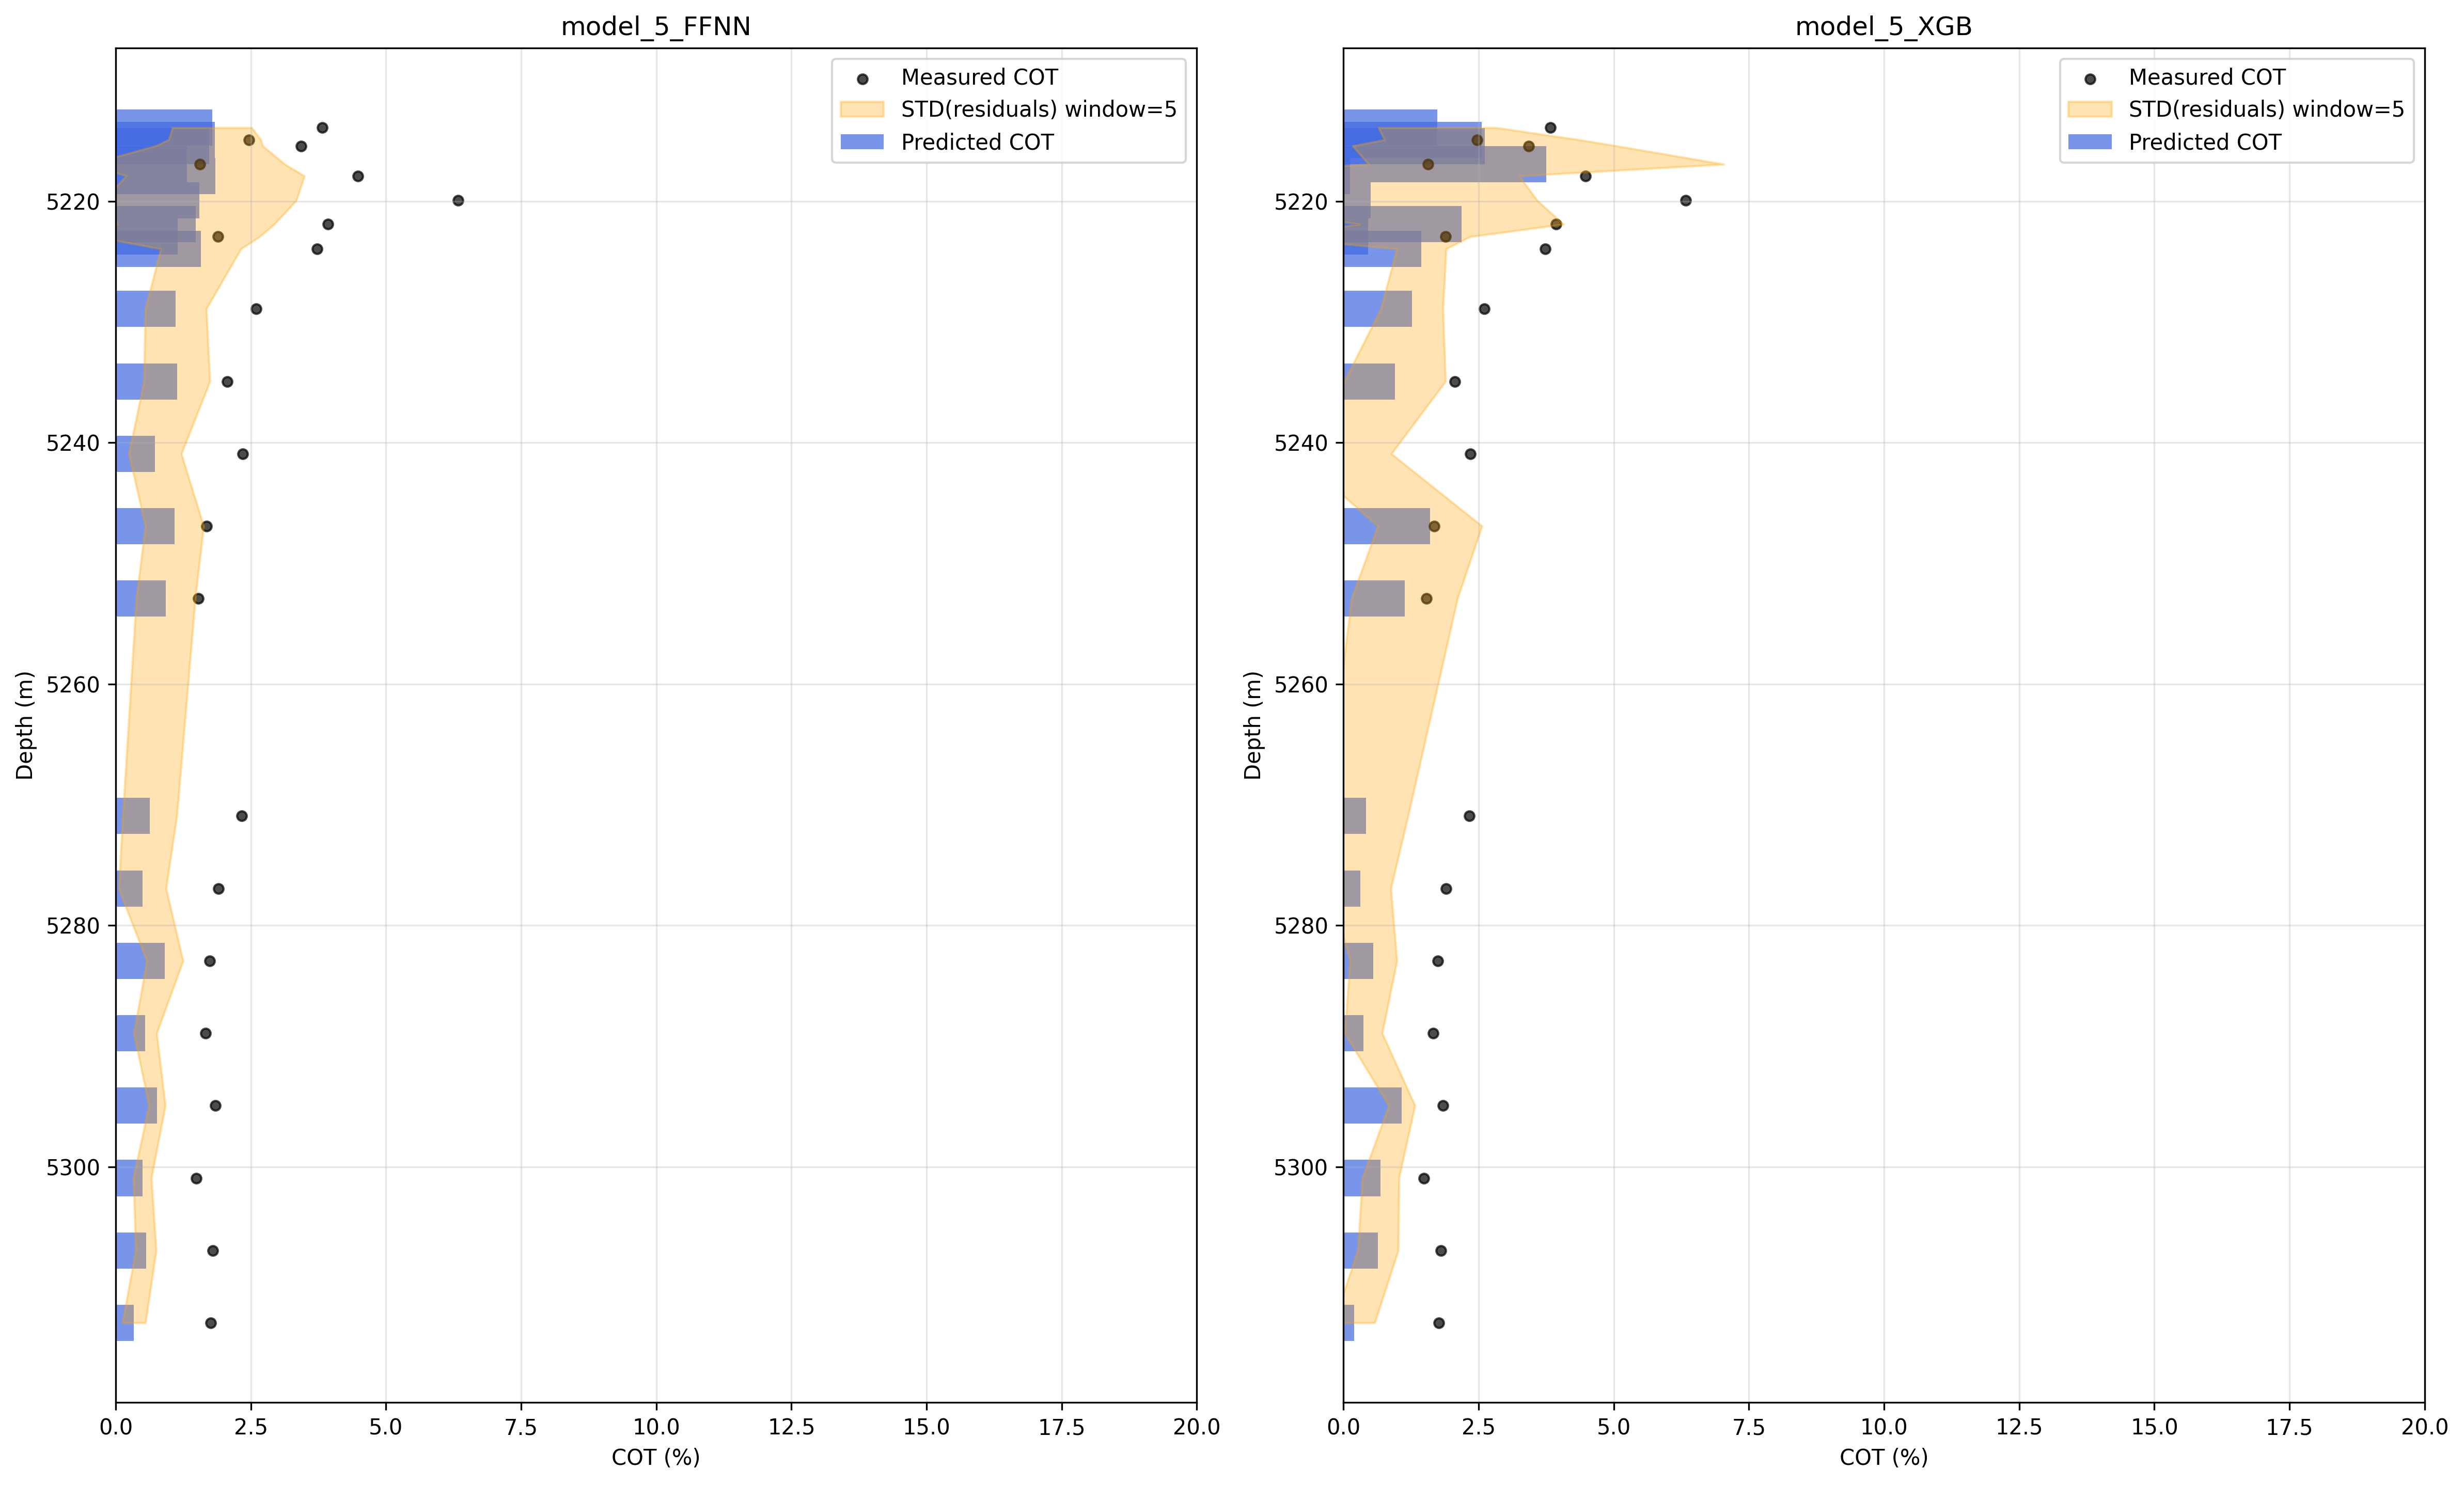 model_5_FFNN
Measured COT
STD(residuals) window=5
Predicted COT
Depth (m)
5220
5240
5260
5280
5300
0.0 2.5 5.0 7.5 10.0 12.5 15.0 17.5 20.0
COT (%)
model_5_XGB
Measured COT
STD(residuals) window=5
Predicted COT
Depth (m)
5220
5240
5260
5280
5300
0.0 2.5 5.0 7.5 10.0 12.5 15.0 17.5 20.0
COT (%)